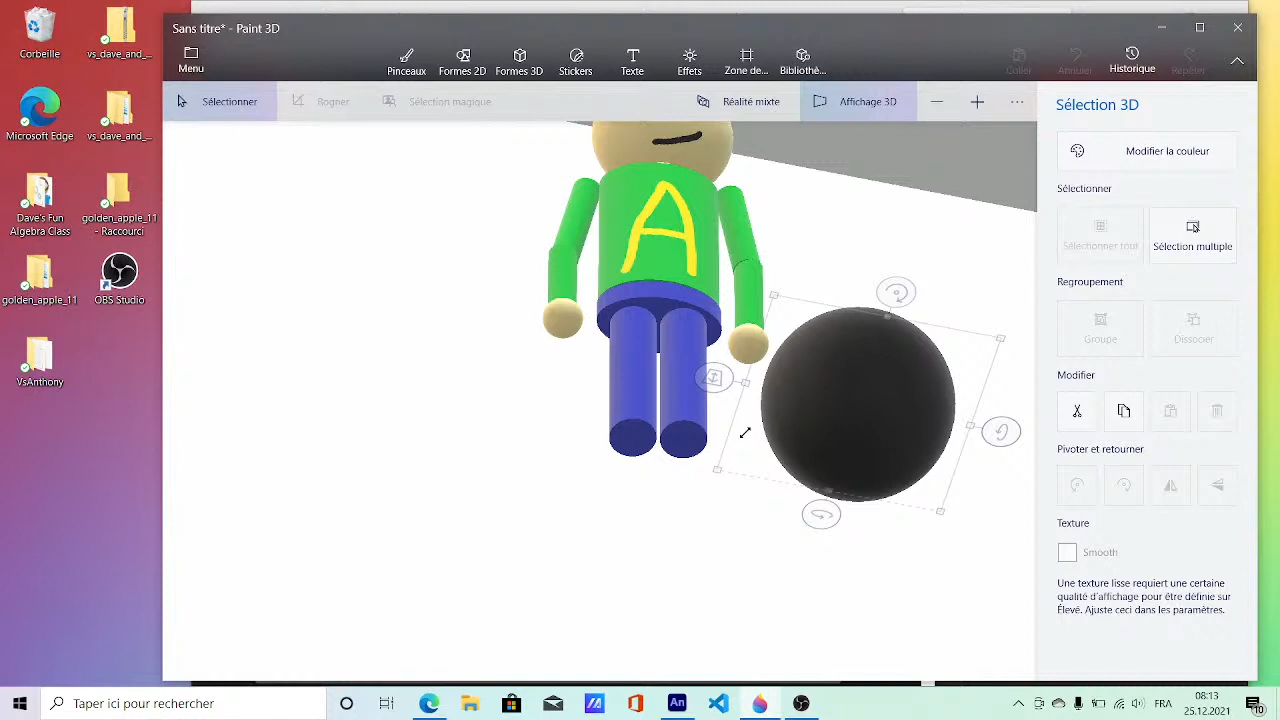 Sans titre* - Paint 3D
Menu
Pinceaux
Formes 2D
Formes 3D
Stickers
Texte
Effets
Zone de...
Bibliothè...
Coller
Annuler
Historique
Répéter
Sélectionner
Rogner
Sélection magique
Réalité mixte
Affichage 3D
Sélection 3D
Modifier la couleur
Sélectionner
Sélectionner tout
Sélection multiple
Regroupement
Groupe
Dissocier
Modifier
Pivoter et retourner
Texture
Smooth
Une texture lisse requiert une certaine
qualité d'affichage pour être définie sur
Élevé. Ajuste ceci dans les paramètres.
A
Corbeille
vs_dave_and_...
Microsoft Edge
vs_dave_and_...
Dave's Fun
Algebra Class
golden_apple_11
- Raccourci
golden_apple_11
OBS Studio
VsAnthony
Taper ici pour rechercher
An
FRA
08:13
25.12.2021
10